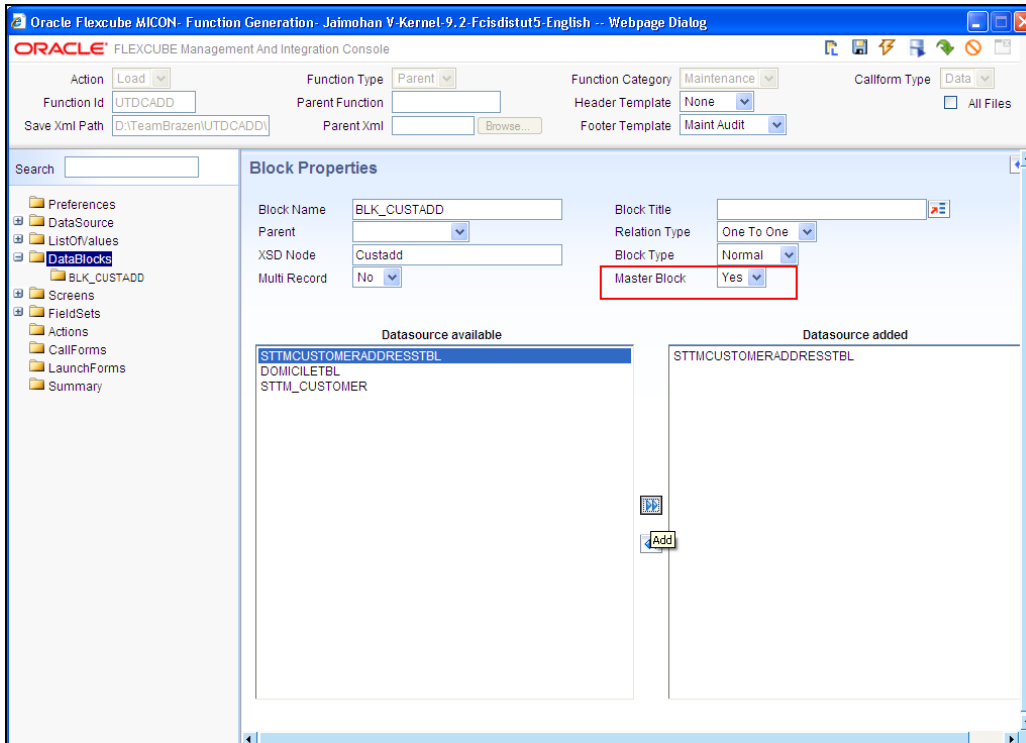 Oracle Flexcube MICON- Function Generation- Jaimohan V-Kernel-9.2-Fcisdistut5-English -- Webpage Dialog
ORACLE FLEXCUBE Management And Integration Console
Action Load Function Type Parent Function Category Maintenance Callform Type Data
Function Id UTDCADD Parent Function Header Template None All Files
Save Xml Path D:\TeamBrazen\UTDCADD\ Parent Xml Browse... Footer Template Maint Audit
Search
Preferences
DataSource
ListOfValues
DataBlocks
BLK_CUSTADD
Screens
FieldSets
Actions
CallForms
LaunchForms
Summary
Block Properties
Block Name BLK_CUSTADD Block Title
Parent Relation Type One To One
XSD Node Custadd Block Type Normal
Multi Record No Master Block Yes
Datasource available Datasource added
STTMCUSTOMERADDRESSTBL STTMCUSTOMERADDRESSTBL
DOMICILETBL
STTM_CUSTOMER
Add